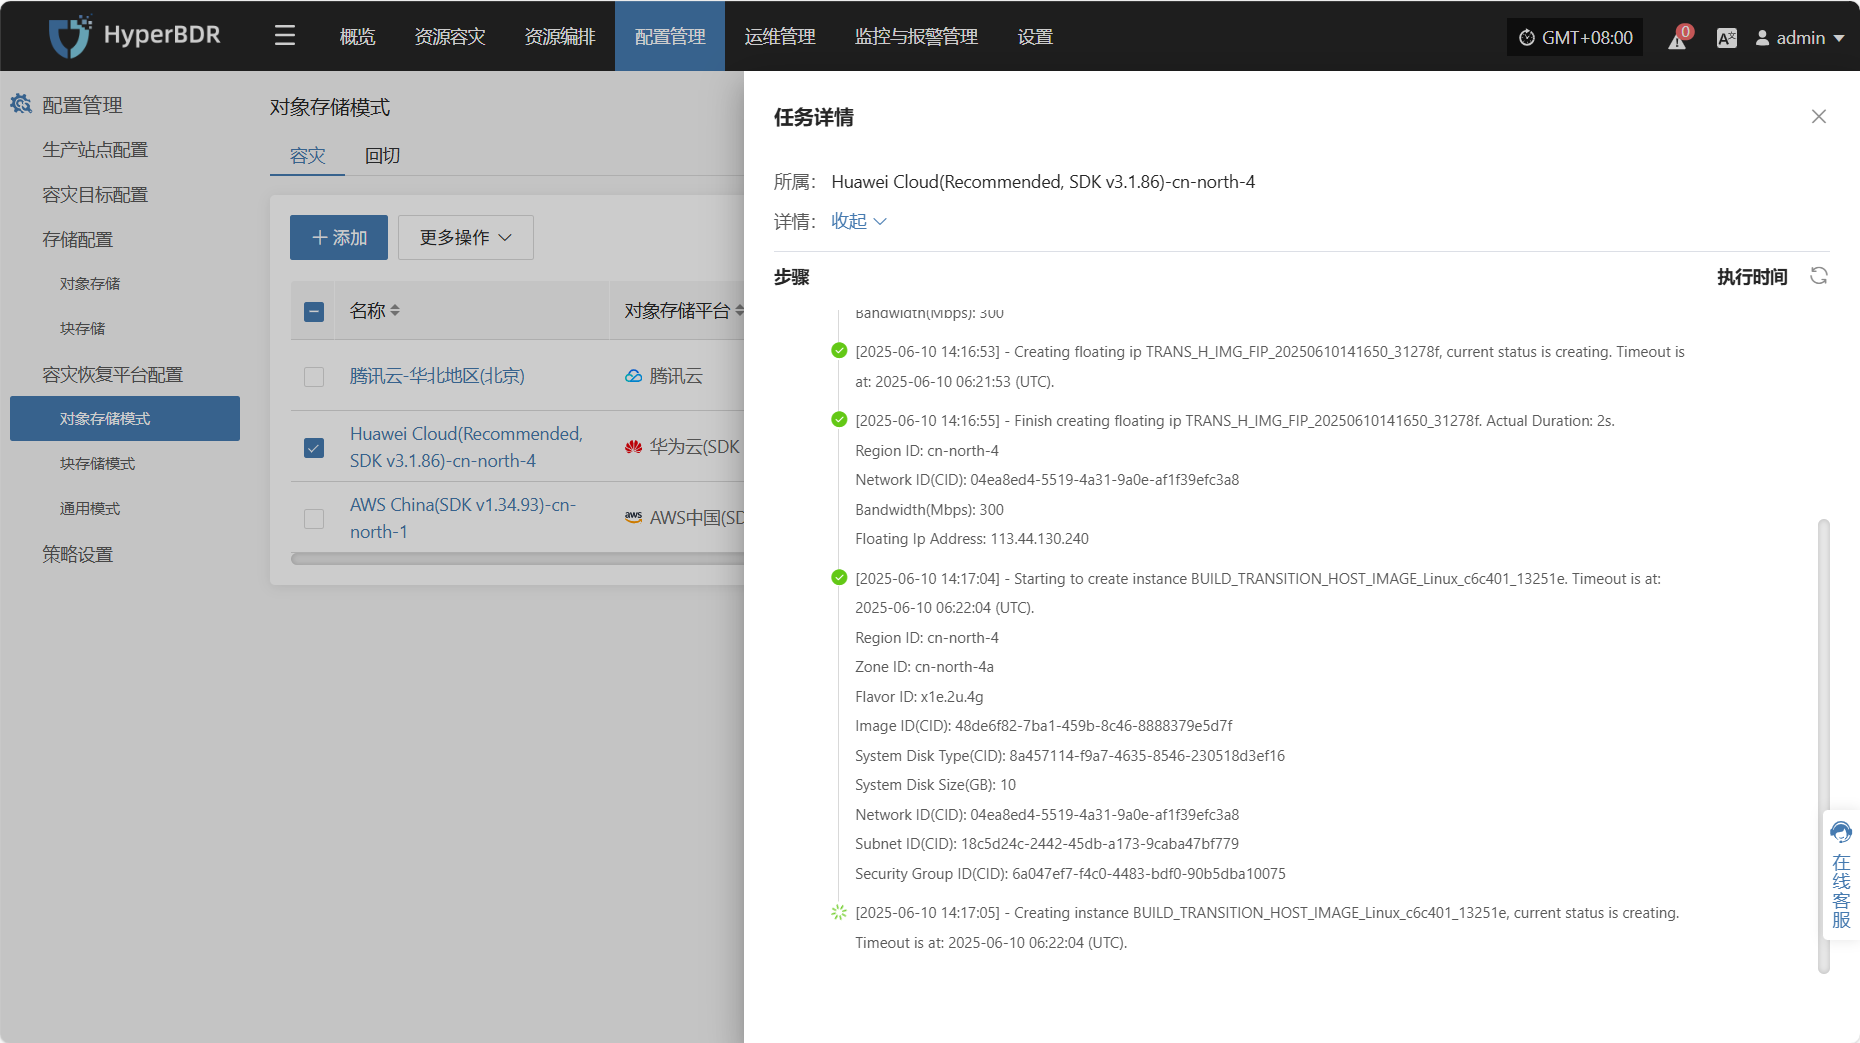 HyperBDR
概览
资源容灾
资源编排
配置管理
运维管理
监控与报警管理
设置
GMT+08:00
0
admin
配置管理
生产站点配置
容灾目标配置
存储配置
对象存储
块存储
容灾恢复平台配置
对象存储模式
块存储模式
通用模式
策略设置
对象存储模式
容灾
回切
添加
更多操作
名称
对象存储平台
腾讯云-华北地区(北京)
腾讯云
Huawei Cloud(Recommended,
SDK v3.1.86)-cn-north-4
华为云(SDK
AWS China(SDK v1.34.93)-cn-
north-1
aws
AWS中国(SD
任务详情
所属：
Huawei Cloud(Recommended, SDK v3.1.86)-cn-north-4
详情：
收起
步骤
执行时间
Bandwidth(Mbps): 300
[2025-06-10 14:16:53] - Creating floating ip TRANS_H_IMG_FIP_20250610141650_31278f, current status is creating. Timeout is
at: 2025-06-10 06:21:53 (UTC).
[2025-06-10 14:16:55] - Finish creating floating ip TRANS_H_IMG_FIP_20250610141650_31278f. Actual Duration: 2s.
Region ID: cn-north-4
Network ID(CID): 04ea8ed4-5519-4a31-9a0e-af1f39efc3a8
Bandwidth(Mbps): 300
Floating Ip Address: 113.44.130.240
[2025-06-10 14:17:04] - Starting to create instance BUILD_TRANSITION_HOST_IMAGE_Linux_c6c401_13251e. Timeout is at:
2025-06-10 06:22:04 (UTC).
Region ID: cn-north-4
Zone ID: cn-north-4a
Flavor ID: x1e.2u.4g
Image ID(CID): 48de6f82-7ba1-459b-8c46-8888379e5d7f
System Disk Type(CID): 8a457114-f9a7-4635-8546-230518d3ef16
System Disk Size(GB): 10
Network ID(CID): 04ea8ed4-5519-4a31-9a0e-af1f39efc3a8
Subnet ID(CID): 18c5d24c-2442-45db-a173-9caba47bf779
Security Group ID(CID): 6a047ef7-f4c0-4483-bdf0-90b5dba10075
[2025-06-10 14:17:05] - Creating instance BUILD_TRANSITION_HOST_IMAGE_Linux_c6c401_13251e, current status is creating.
Timeout is at: 2025-06-10 06:22:04 (UTC).
在线客服